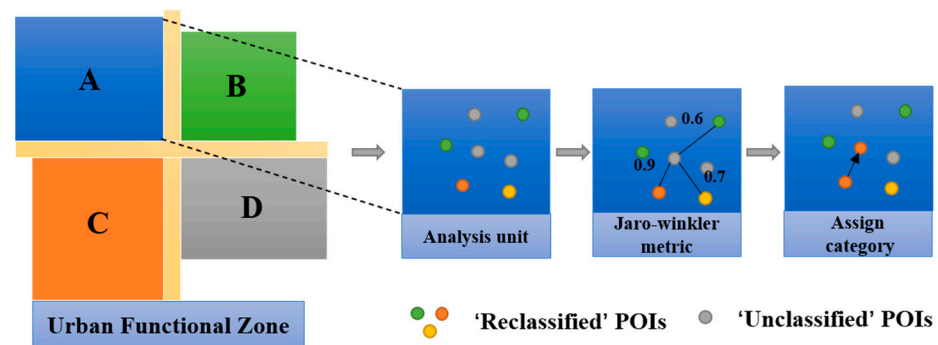 A
B
C
D
Urban Functional Zone
Analysis unit
0.6
0.9
0.7
Jaro-winkler
metric
Assign
category
'Reclassified' POIs
'Unclassified' POIs